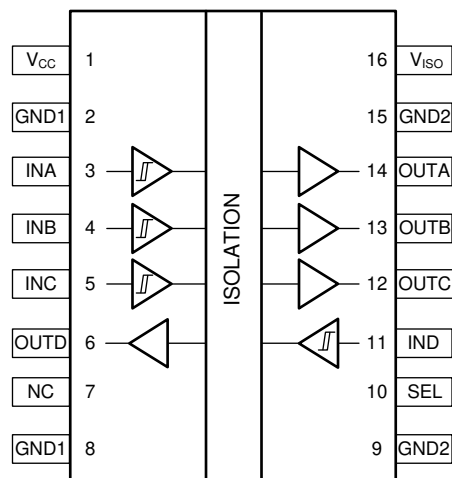 VCC 1 16 VISO
GND1 2 15 GND2
INA 3 14 OUTA
INB 4 13 OUTB
INC 5 12 OUTC
OUTD 6 11 IND
NC 7 10 SEL
GND1 8 9 GND2
ISOLATION